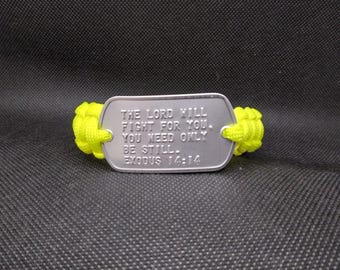 THE LORD WILL
FIGHT FOR YOU.
YOU NEED ONLY
BE STILL.
EXODUS 14:14